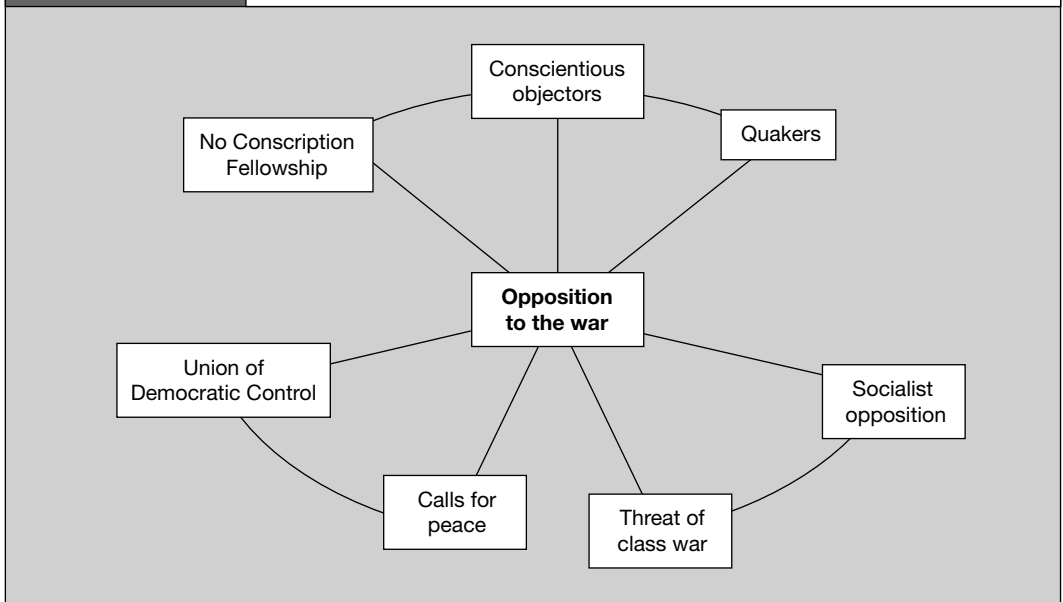 Conscientious
objectors
No Conscription
Fellowship
Quakers
Opposition
to the war
Union of
Democratic Control
Socialist
opposition
Calls for
peace
Threat of
class war